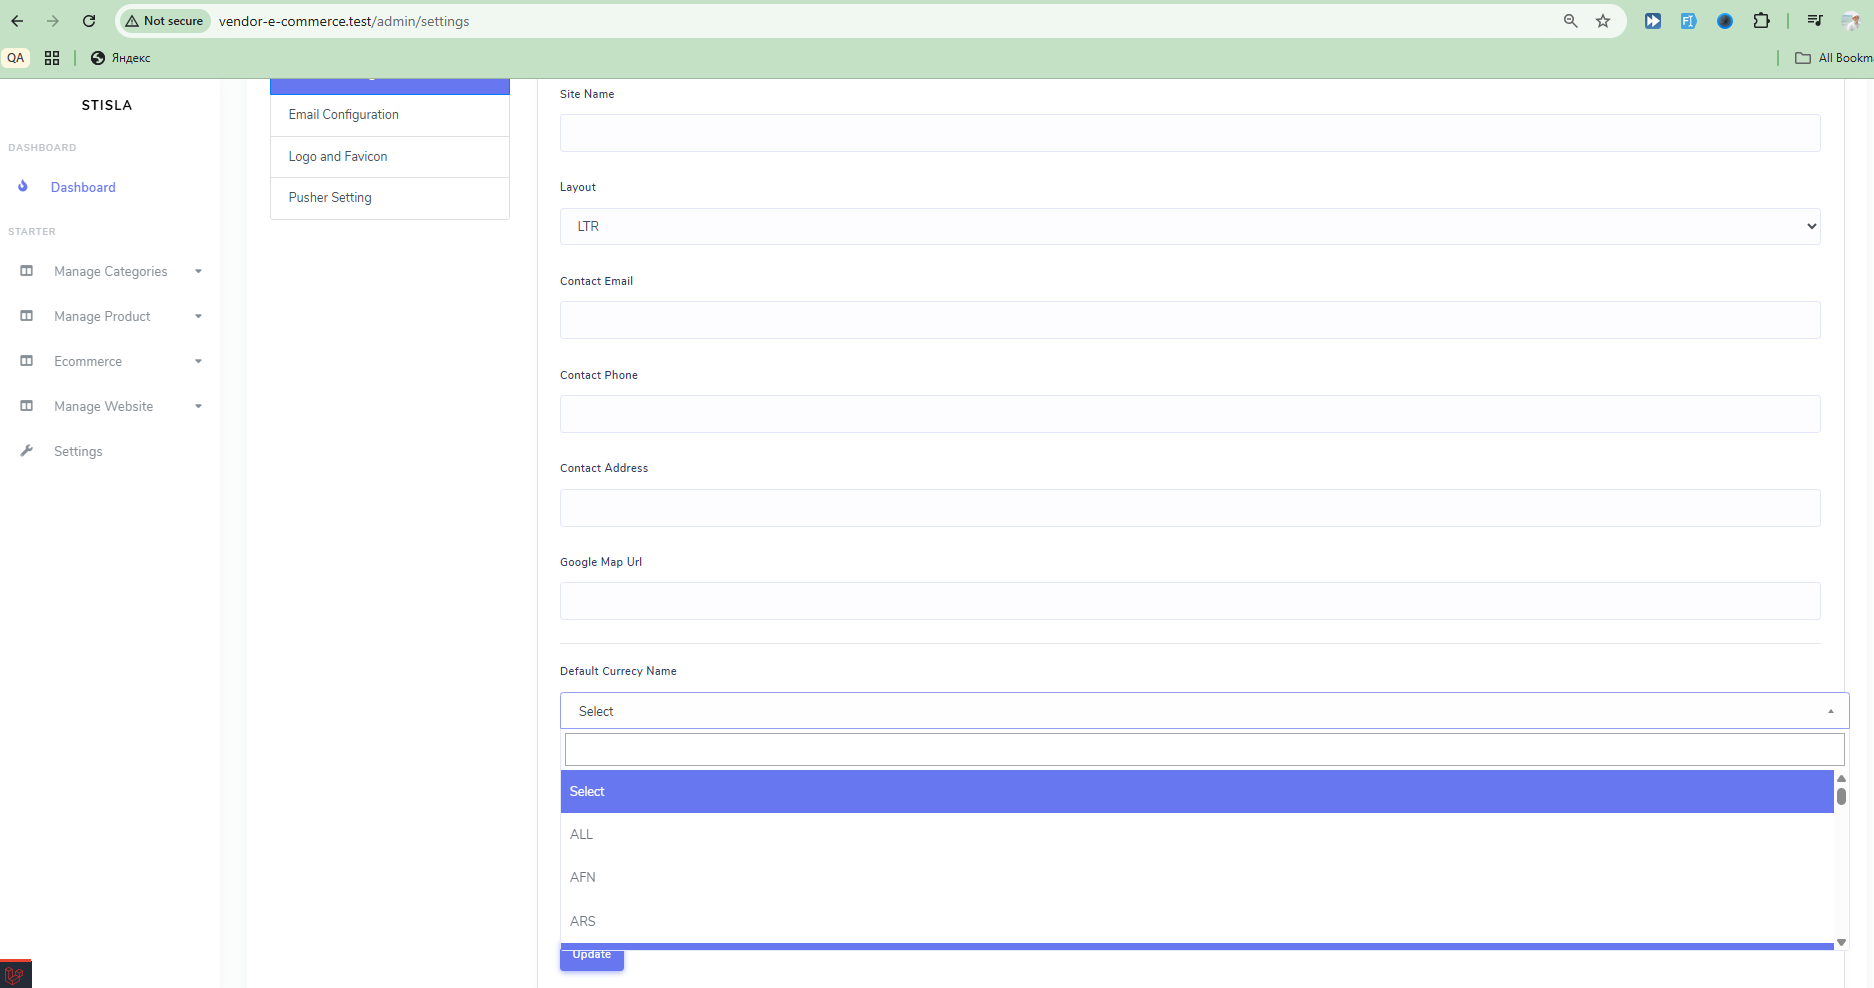 Not secure
vendor-e-commerce.test/admin/settings
QA
Яндекс
All Bookm
STISLA
DASHBOARD
Dashboard
STARTER
Manage Categories
Manage Product
Ecommerce
Manage Website
Settings
Email Configuration
Logo and Favicon
Pusher Setting
Site Name
Layout
LTR
Contact Email
Contact Phone
Contact Address
Google Map Url
Default Currecy Name
Select
Select
ALL
AFN
ARS
Update